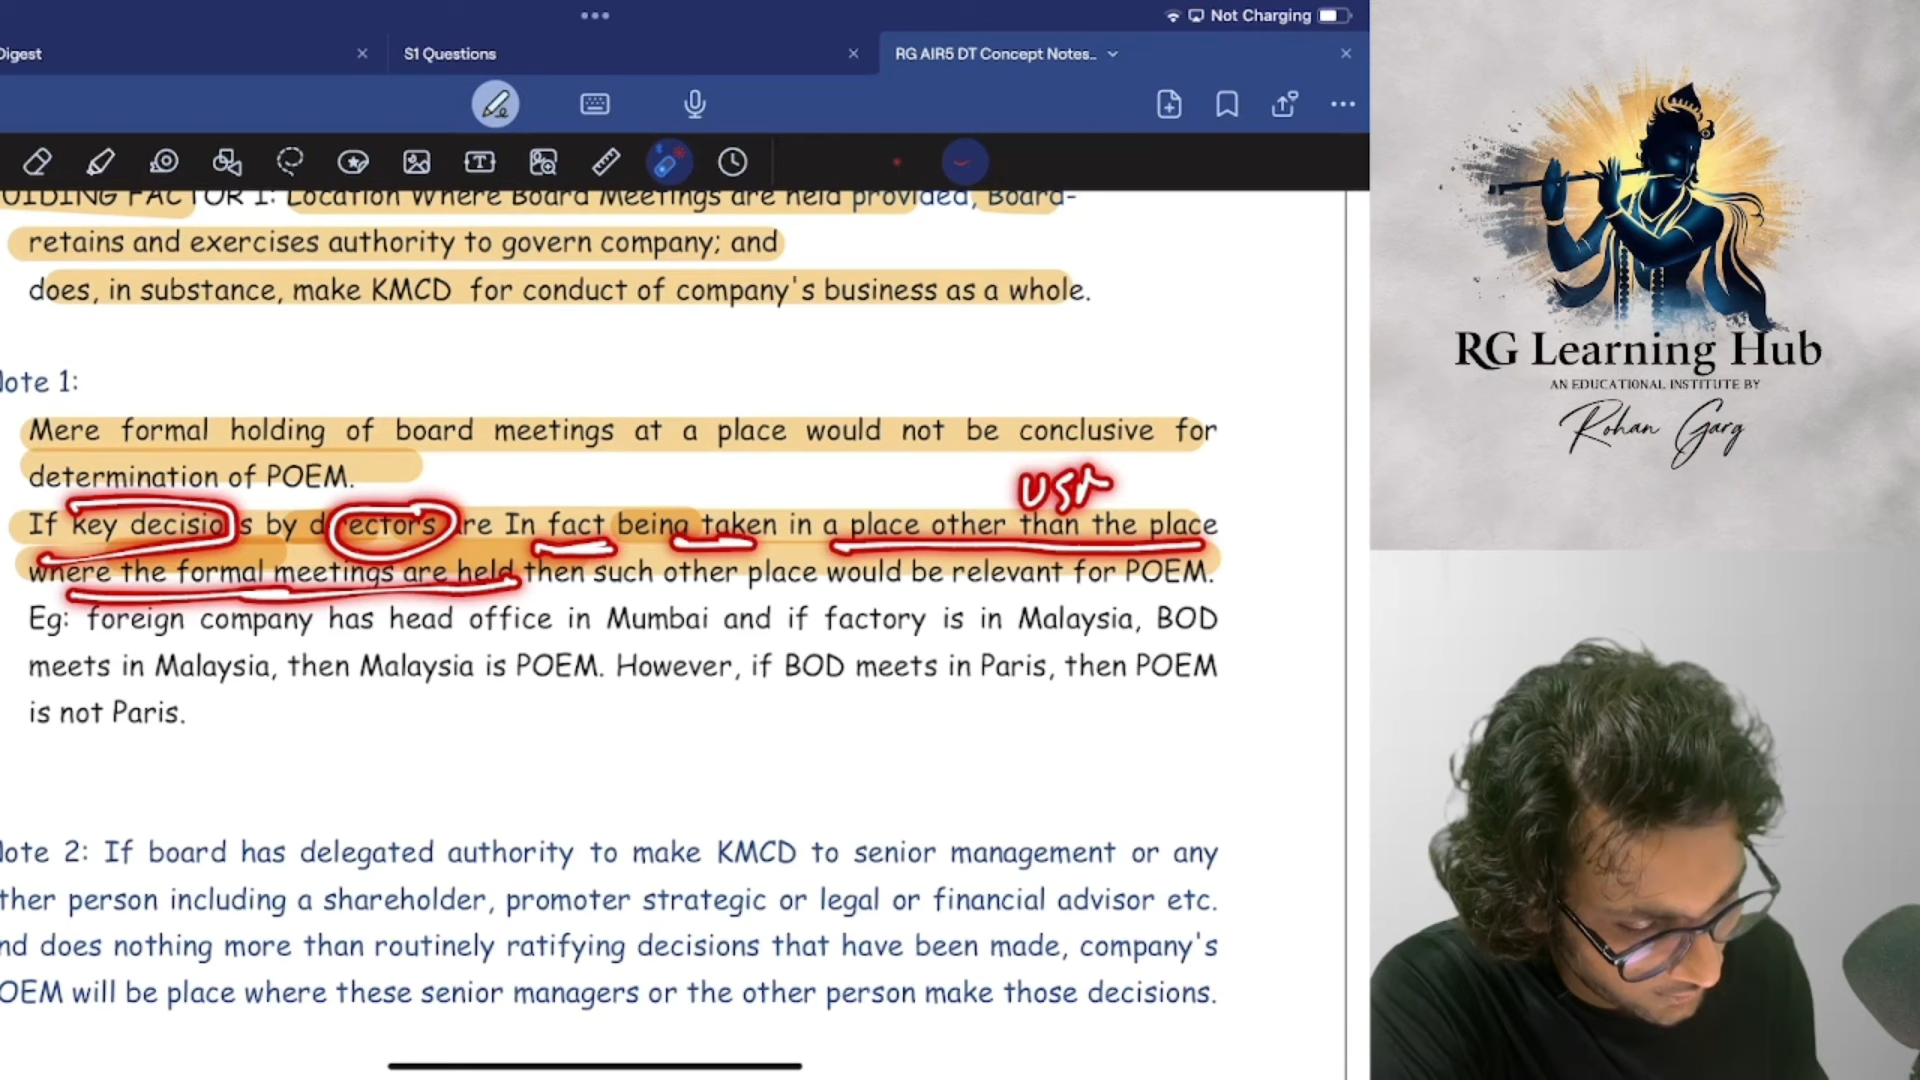 Not Charging
Digest
S1 Questions
RG AIR5 DT Concept Notes..
UIDING FACTOR 1: Location Where Board Meetings are held provided, Board-
retains and exercises authority to govern company; and
does, in substance, make KMCD for conduct of company's business as a whole.
ote 1:
Mere formal holding of board meetings at a place would not be conclusive for
determination of POEM.
USA
If key decisions by directors are In fact being taken in a place other than the place
where the formal meetings are held then such other place would be relevant for POEM.
Eg: foreign company has head office in Mumbai and if factory is in Malaysia, BOD
meets in Malaysia, then Malaysia is POEM. However, if BOD meets in Paris, then POEM
is not Paris.
ote 2: If board has delegated authority to make KMCD to senior management or any
ther person including a shareholder, promoter strategic or legal or financial advisor etc.
nd does nothing more than routinely ratifying decisions that have been made, company's
OEM will be place where these senior managers or the other person make those decisions.
RG Learning Hub
AN EDUCATIONAL INSTITUTE BY
Rohan Garg